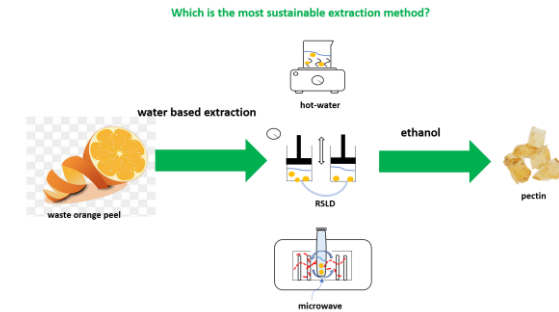 Which is the most sustainable extraction method?
hot-water
water based extraction
ethanol
RSLD
waste orange peel
pectin
microwave